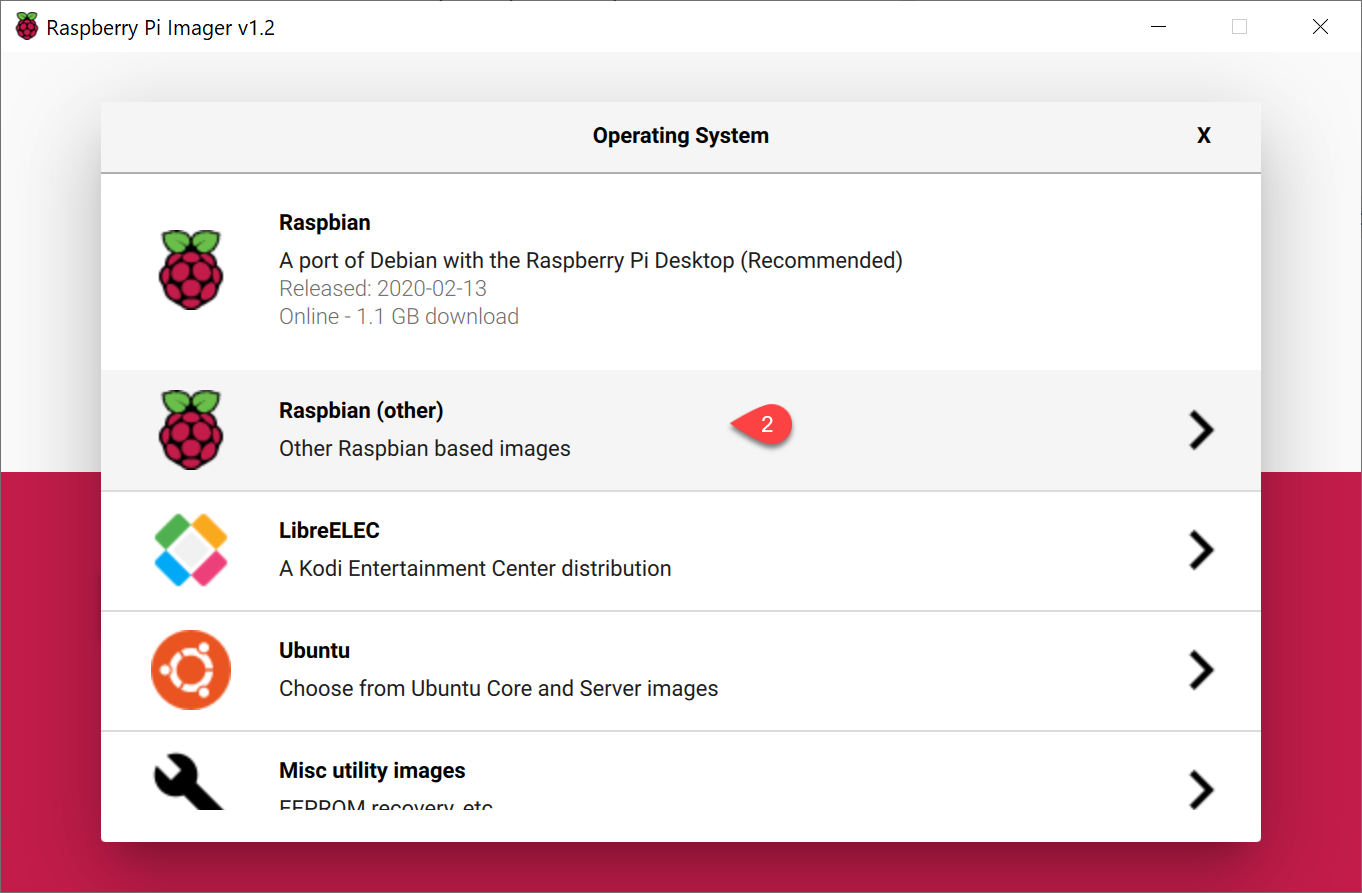 Raspberry Pi Imager v1.2
Operating System
X
Raspbian
A port of Debian with the Raspberry Pi Desktop (Recommended)
Released: 2020-02-13
Online - 1.1 GB download
Raspbian (other)
Other Raspbian based images
2
LibreELEC
A Kodi Entertainment Center distribution
Ubuntu
Choose from Ubuntu Core and Server images
Misc utility images
EEPROM recovery, etc